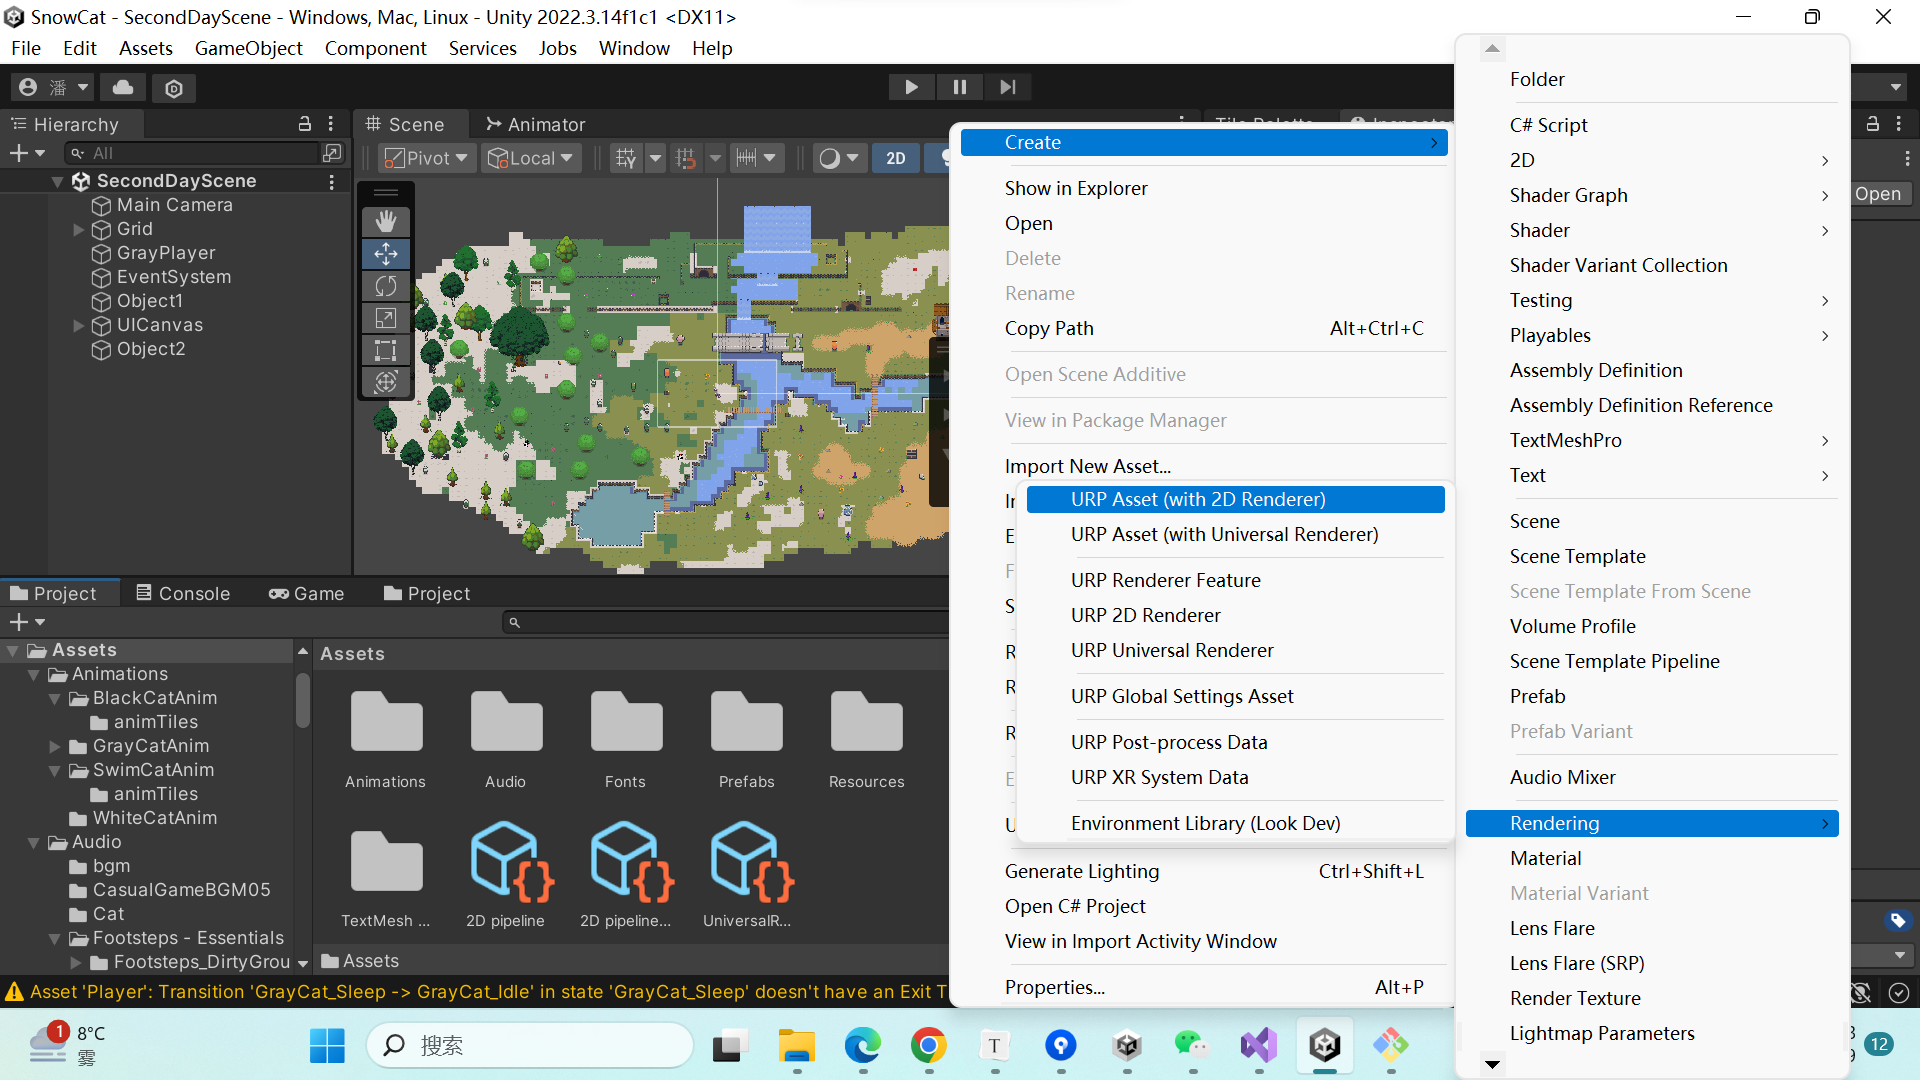 SnowCat - SecondDayScene - Windows, Mac, Linux - Unity 2022.3.14f1c1 <DX11>
File Edit Assets GameObject Component Services Jobs Window Help
潘
Hierarchy
Scene
Animator
All
Pivot
Local
2D
Open
SecondDayScene
Main Camera
Grid
GrayPlayer
EventSystem
Object1
UICanvas
Object2
Create
Show in Explorer
Open
Delete
Rename
Copy Path Alt+Ctrl+C
Open Scene Additive
View in Package Manager
Import New Asset...
URP Asset (with 2D Renderer)
URP Asset (with Universal Renderer)
URP Renderer Feature
URP 2D Renderer
URP Universal Renderer
URP Global Settings Asset
URP Post-process Data
URP XR System Data
Environment Library (Look Dev)
Generate Lighting Ctrl+Shift+L
Open C# Project
View in Import Activity Window
Properties... Alt+P
Folder
C# Script
2D
Shader Graph
Shader
Shader Variant Collection
Testing
Playables
Assembly Definition
Assembly Definition Reference
TextMeshPro
Text
Scene
Scene Template
Scene Template From Scene
Volume Profile
Scene Template Pipeline
Prefab
Prefab Variant
Audio Mixer
Rendering
Material
Material Variant
Lens Flare
Lens Flare (SRP)
Render Texture
Lightmap Parameters
Project
Console
Game
Project
Assets
Animations
BlackCatAnim
animTiles
GrayCatAnim
SwimCatAnim
animTiles
WhiteCatAnim
Audio
bgm
CasualGameBGM05
Cat
Footsteps - Essentials
Footsteps_DirtyGrou
Assets
Animations
Audio
Fonts
Prefabs
Resources
TextMesh ...
2D pipeline
2D pipeline...
UniversalR...
Assets
Asset 'Player': Transition 'GrayCat_Sleep -> GrayCat_Idle' in state 'GrayCat_Sleep' doesn't have an Exit T
1
8°C
雾
搜索
T
12